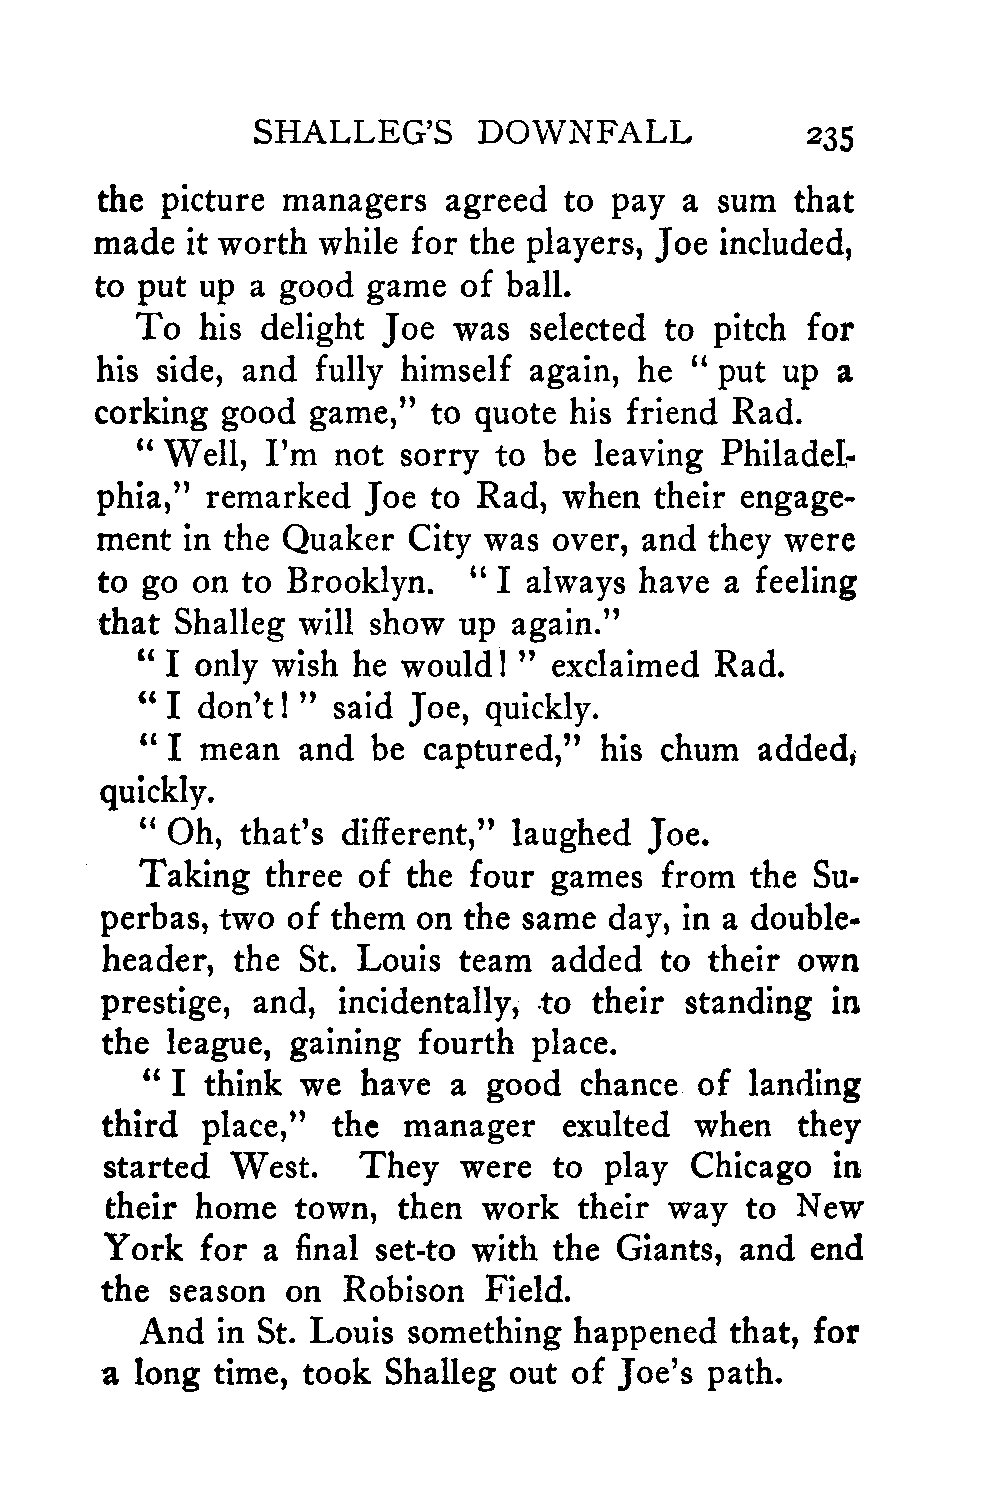 SHALLEG'S DOWNFALL 235
the picture managers agreed to pay a sum that
made it worth while for the players, Joe included,
to put up a good game of ball.
To his delight Joe was selected to pitch for
his side, and fully himself again, he "put up a
corking good game," to quote his friend Rad.
"Well, I'm not sorry to be leaving Philadel-
phia," remarked Joe to Rad, when their engage-
ment in the Quaker City was over, and they were
to go on to Brooklyn. "I always have a feeling
that Shalleg will show up again."
"I only wish he would!" exclaimed Rad.
"I don't!" said Joe, quickly.
"I mean and be captured," his chum added,
quickly.
"Oh, that's different," laughed Joe.
Taking three of the four games from the Su-
perbas, two of them on the same day, in a double-
header, the St. Louis team added to their own
prestige, and, incidentally, to their standing in
the league, gaining fourth place.
"I think we have a good chance of landing
third place," the manager exulted when they
started West. They were to play Chicago in
their home town, then work their way to New
York for a final set-to with the Giants, and end
the season on Robison Field.
And in St. Louis something happened that, for
a long time, took Shalleg out of Joe's path.